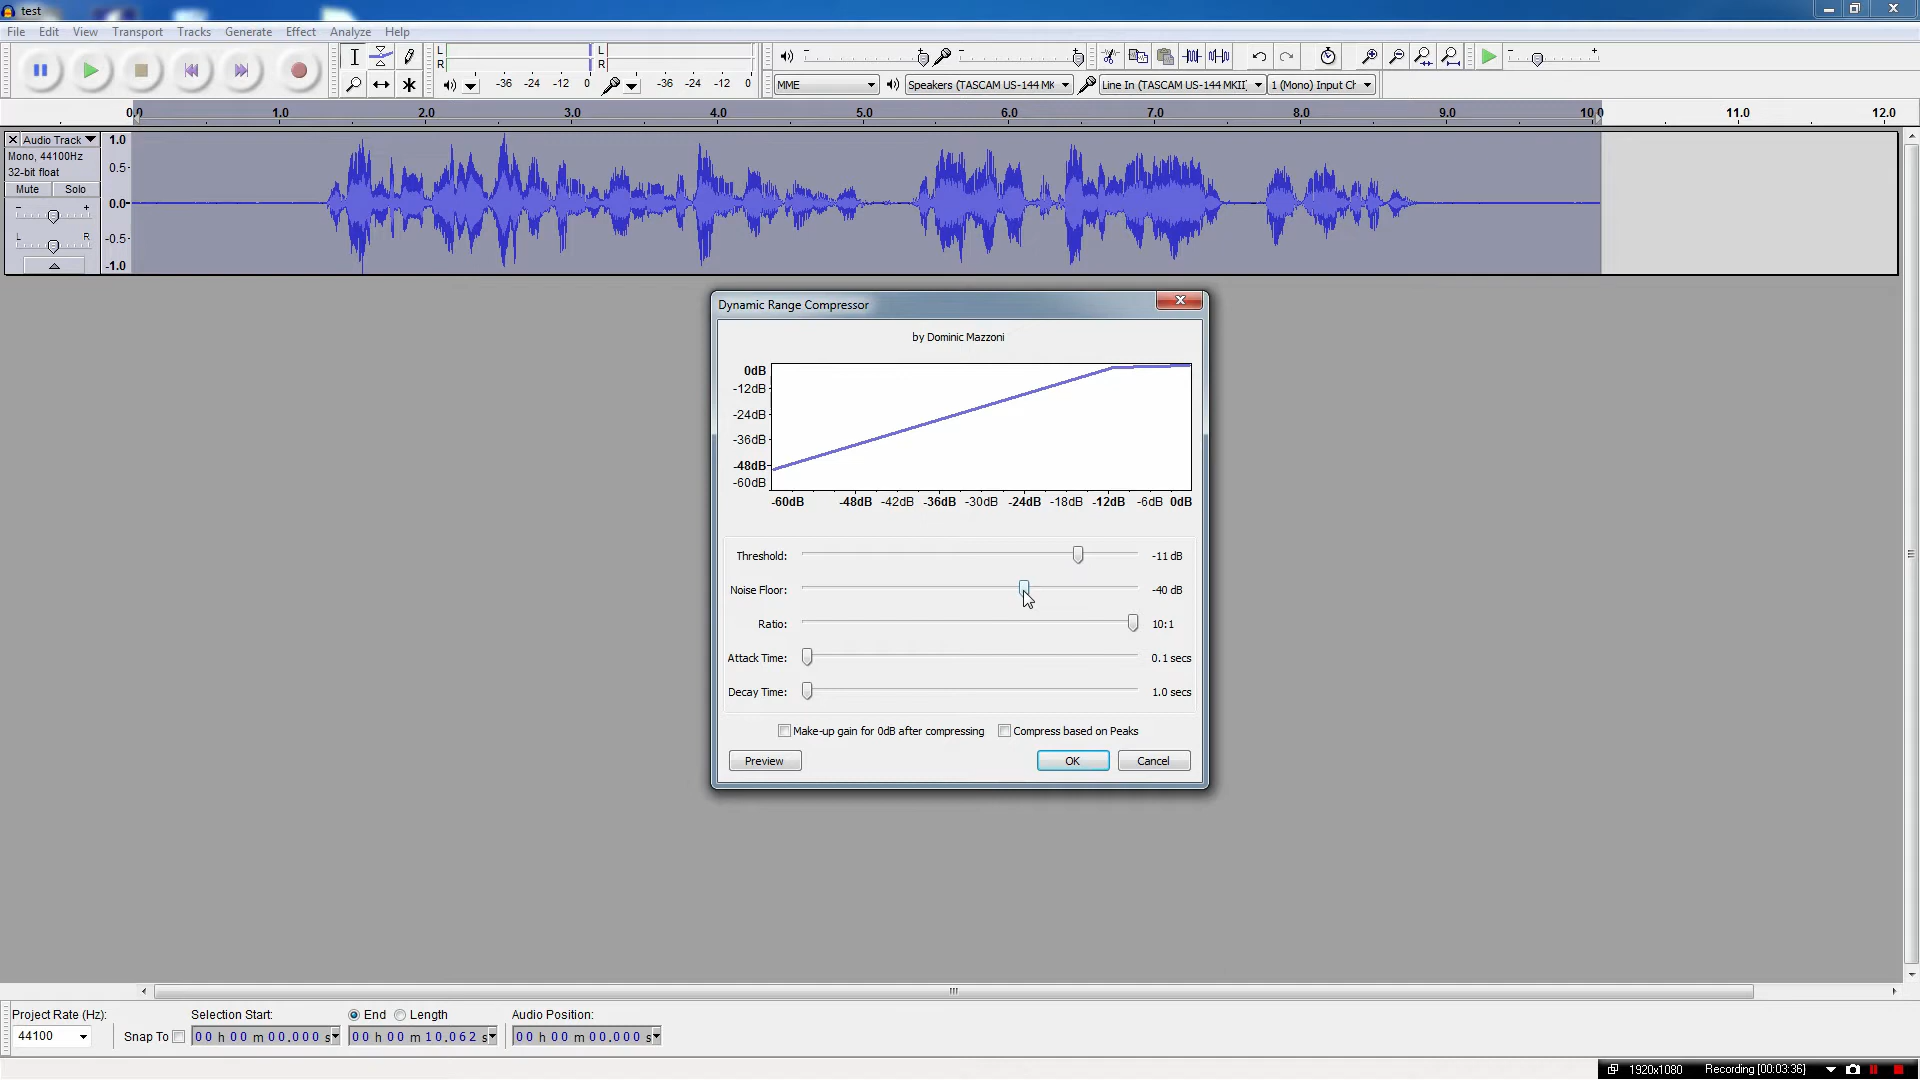 test
File Edit View Transport Tracks Generate Effect Analyze Help
L
R
L
R
-36 -24 -12 0
-36 -24 -12 0
MME
Speakers (TASCAM US-144 MK
Line In (TASCAM US-144 MKII)
1 (Mono) Input Ch
0.0 1.0 2.0 3.0 4.0 5.0 6.0 7.0 8.0 9.0 10.0 11.0 12.0
Audio Track
Mono, 44100Hz
32-bit float
Mute Solo
- +
L R
1.0
0.5
0.0
-0.5
-1.0
Dynamic Range Compressor
by Dominic Mazzoni
0dB
-12dB
-24dB
-36dB
-48dB
-60dB
-60dB -48dB -42dB -36dB -30dB -24dB -18dB -12dB -6dB 0dB
Threshold: -11 dB
Noise Floor: -40 dB
Ratio: 10:1
Attack Time: 0.1 secs
Decay Time: 1.0 secs
Make-up gain for 0dB after compressing Compress based on Peaks
Preview OK Cancel
Project Rate (Hz): Selection Start: End Length Audio Position:
44100 Snap To 00 h 00 m 00.000 s 00 h 00 m 10.062 s 00 h 00 m 00.000 s
1920x1080 Recording [00:03:36]